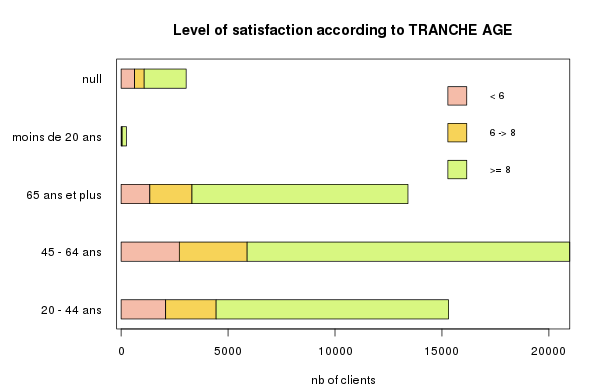 Level of satisfaction according to TRANCHE AGE
null
moins de 20 ans
65 ans et plus
45 - 64 ans
20 - 44 ans
< 6
6 -> 8
>= 8
0 5000 10000 15000 20000
nb of clients